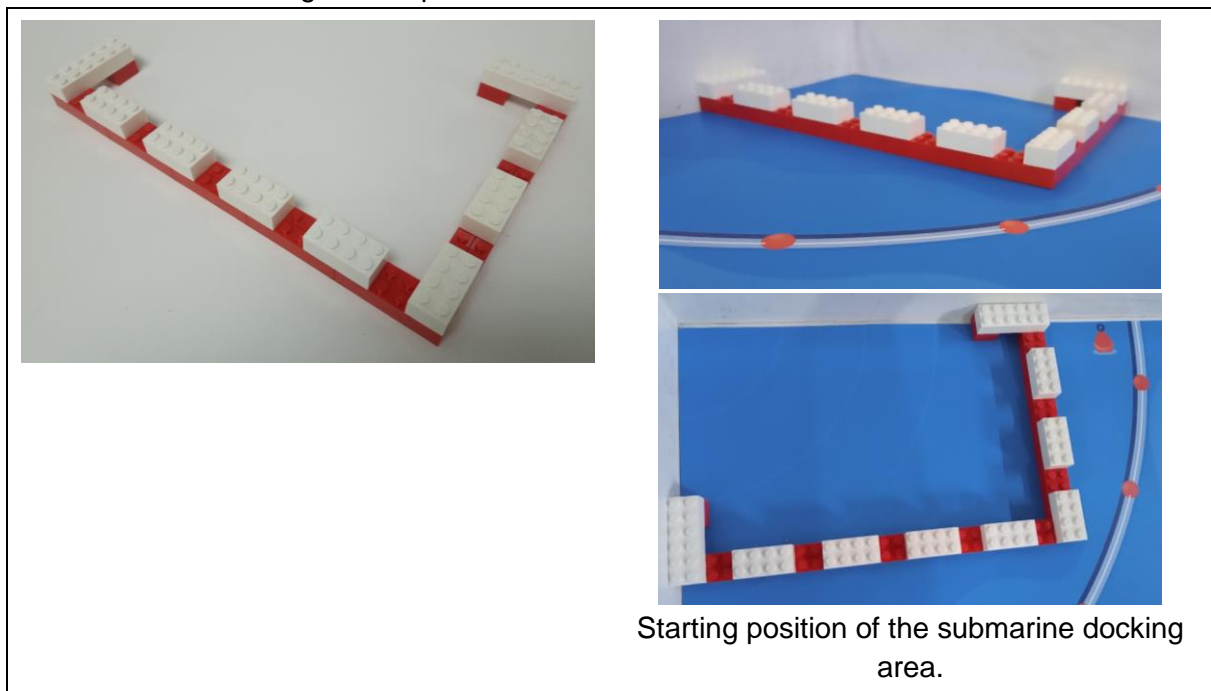 Starting position of the submarine docking
area.